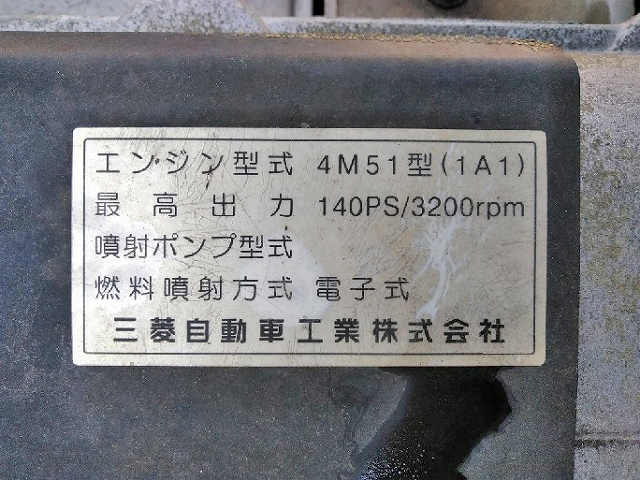 エンジン型式 4M51型(1A1)
最高出力 140PS/3200rpm
噴射ポンプ型式
燃料噴射方式 電子式
三菱自動車工業株式会社